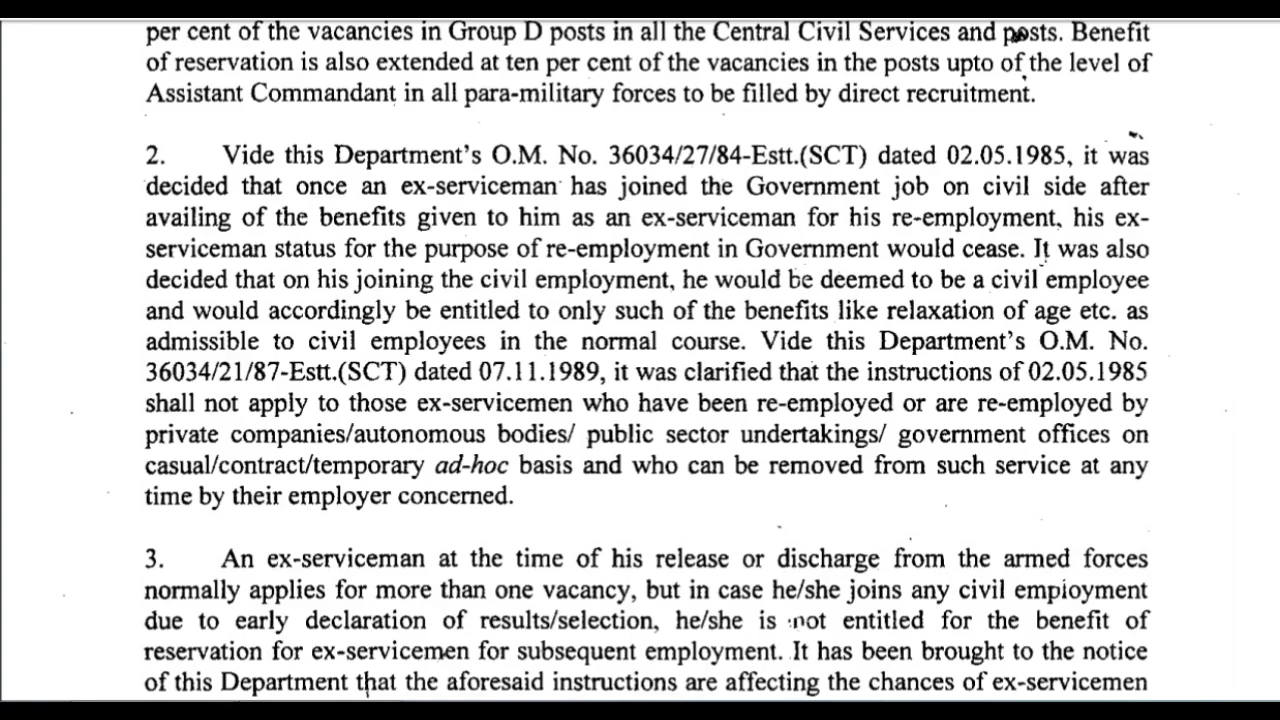 per cent of the vacancies in Group D posts in all the Central Civil Services and posts. Benefit
of reservation is also extended at ten per cent of the vacancies in the posts upto of the level of
Assistant Commandant in all para-military forces to be filled by direct recruitment.
2. Vide this Department's O.M. No. 36034/27/84-Estt.(SCT) dated 02.05.1985, it was
decided that once an ex-serviceman has joined the Government job on civil side after
availing of the benefits given to him as an ex-serviceman for his re-employment, his ex-
serviceman status for the purpose of re-employment in Government would cease. It was also
decided that on his joining the civil employment, he would be deemed to be a civil employee
and would accordingly be entitled to only such of the benefits like relaxation of age etc. as
admissible to civil employees in the normal course. Vide this Department's O.M. No.
36034/21/87-Estt.(SCT) dated 07.11.1989, it was clarified that the instructions of 02.05.1985
shall not apply to those ex-servicemen who have been re-employed or are re-employed by
private companies/autonomous bodies/ public sector undertakings/ government offices on
casual/contract/temporary ad-hoc basis and who can be removed from such service at any
time by their employer concerned.
3. An ex-serviceman at the time of his release or discharge from the armed forces
normally applies for more than one vacancy, but in case he/she joins any civil employment
due to early declaration of results/selection, he/she is not entitled for the benefit of
reservation for ex-servicemen for subsequent employment. It has been brought to the notice
of this Department that the aforesaid instructions are affecting the chances of ex-servicemen